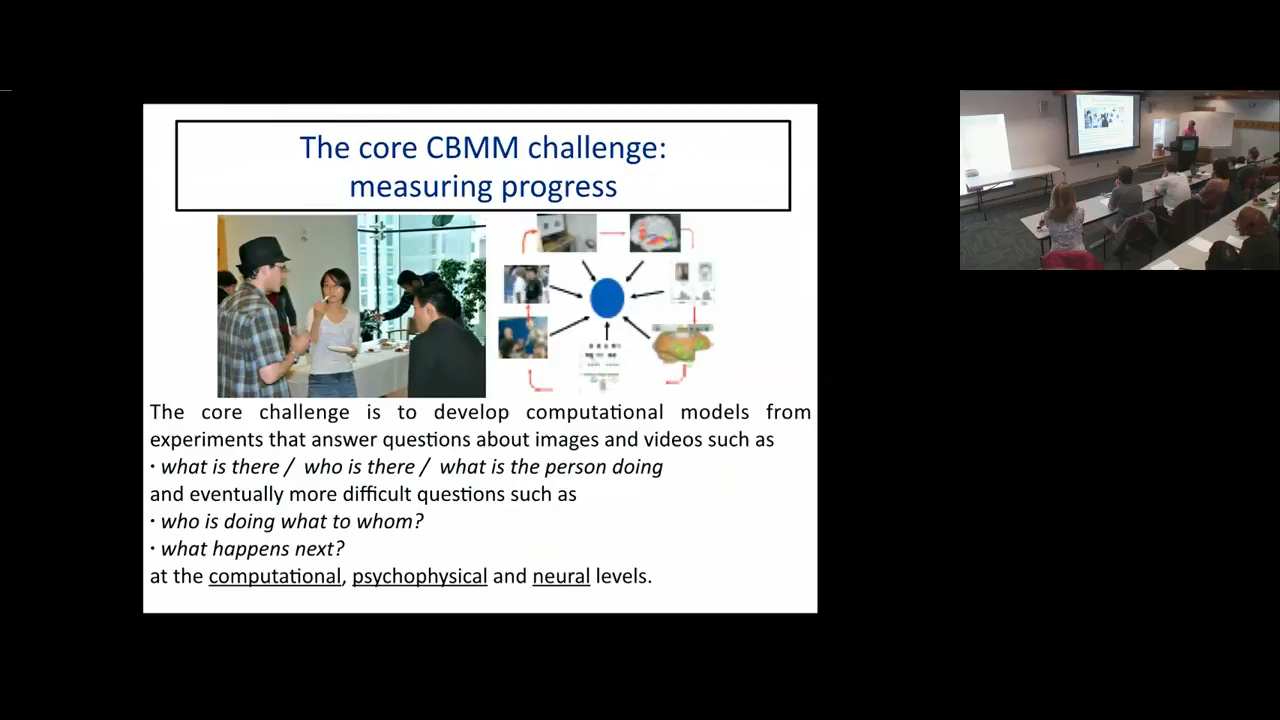 The core CBMM challenge:
measuring progress
The core challenge is to develop computational models from
experiments that answer questions about images and videos such as
· what is there / who is there / what is the person doing
and eventually more difficult questions such as
· who is doing what to whom?
· what happens next?
at the computational, psychophysical and neural levels.